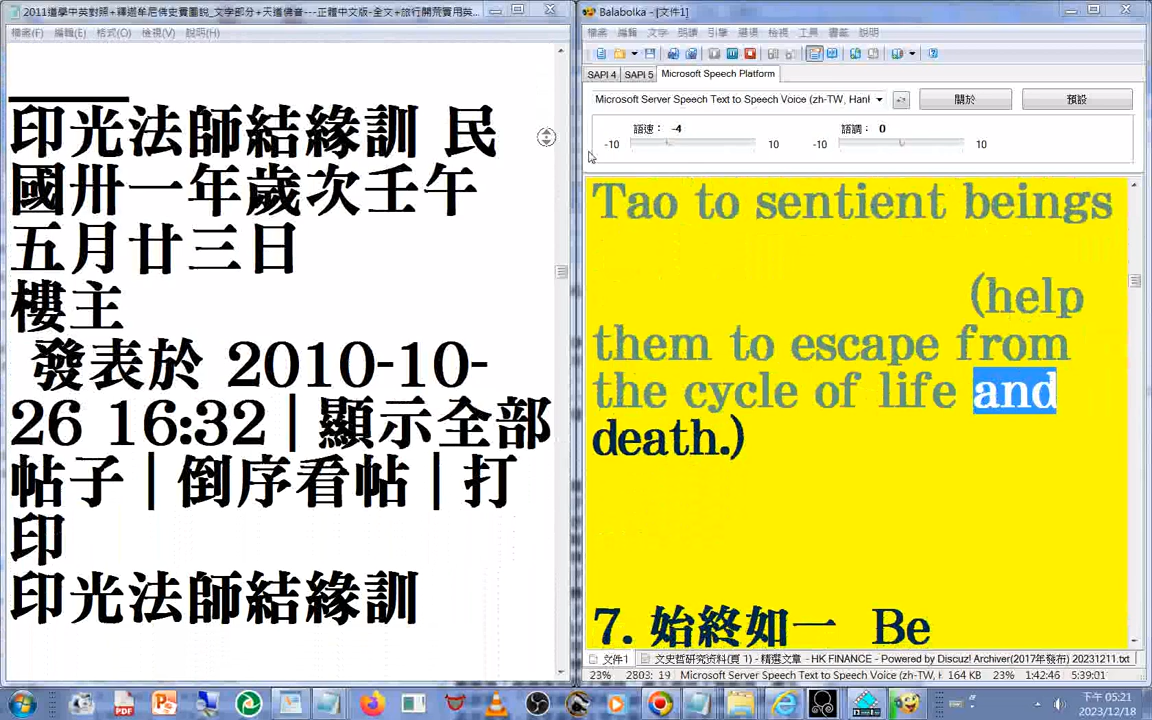 2011道學中英對照+釋迦牟尼佛史實圖說_文字部分+天道佛音---正體中文版-全文+旅行開荒實用英...
檔案(F) 編輯(E) 格式(O) 檢視(V) 說明(H)
印光法師結緣訓 民
國卅一年歲次壬午
五月廿三日
樓主
發表於 2010-10-
26 16:32 | 顯示全部
帖子 | 倒序看帖 | 打
印
印光法師結緣訓
Balabolka - [文件1]
檔案 編輯 文字 朗讀 引擎 選項 檢視 工具 書籤 說明
SAPI 4 SAPI 5 Microsoft Speech Platform
Microsoft Server Speech Text to Speech Voice (zh-TW, Hanl
關於 預設
語速： -4 語調： 0
-10 10 -10 10
Tao to sentient beings
(help
them to escape from
the cycle of life and
death.)
7. 始終如一 Be
文件1 文史哲研究资料(頁 1) - 精選文章 - HK FINANCE - Powered by Discuz! Archiver(2017年發布) 20231211.txt
23% 2803: 19 Microsoft Server Speech Text to Speech Voice (zh-TW, H 164 KB 23% 1:42:46 5:39:01
下午 05:21
2023/12/18